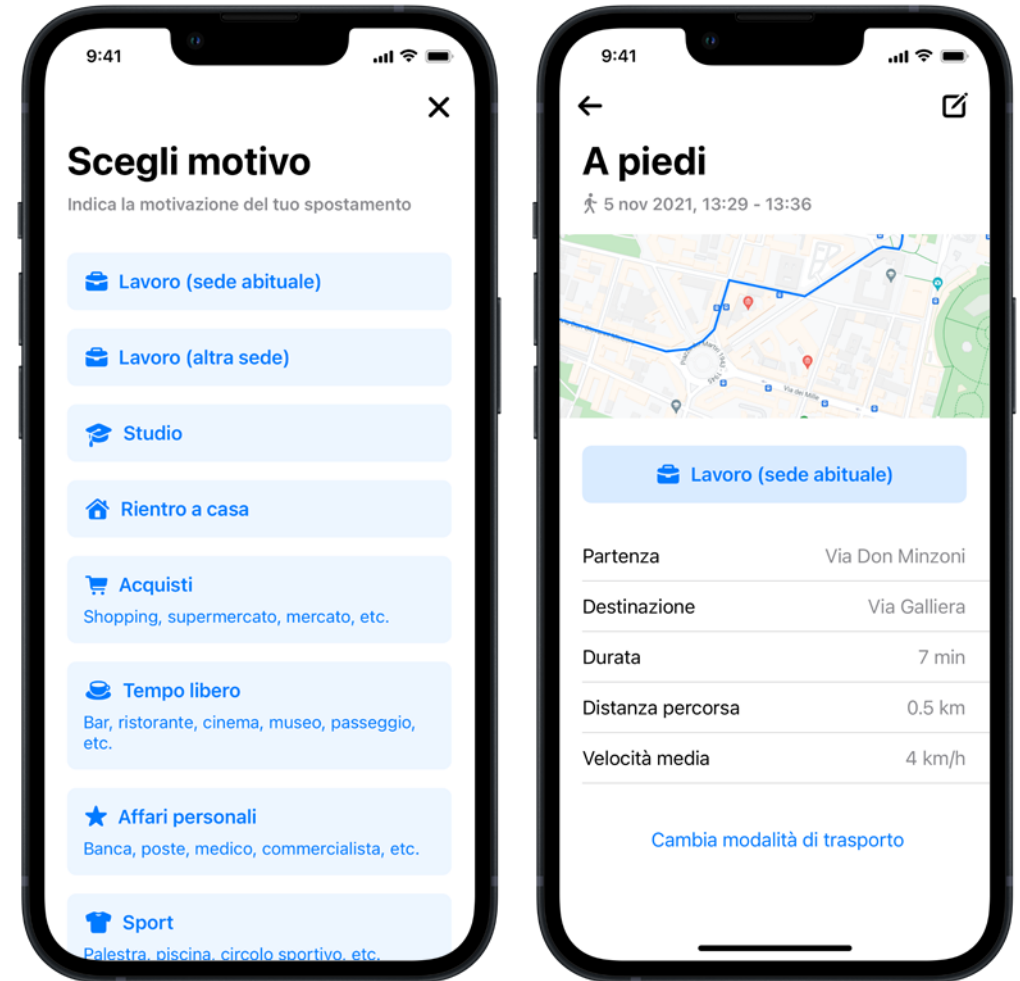 9:41
Scegli motivo
Indica la motivazione del tuo spostamento
Lavoro (sede abituale)
Lavoro (altra sede)
Studio
Rientro a casa
Acquisti
Shopping, supermercato, mercato, etc.
Tempo libero
Bar, ristorante, cinema, museo, passeggio,
etc.
Affari personali
Banca, poste, medico, commercialista, etc.
Sport
Palestra, piscina, circolo sportivo, etc.
9:41
A piedi
5 nov 2021, 13:29 - 13:36
Via dei Mille
Lavoro (sede abituale)
Partenza Via Don Minzoni
Destinazione Via Galliera
Durata 7 min
Distanza percorsa 0.5 km
Velocità media 4 km/h
Cambia modalità di trasporto